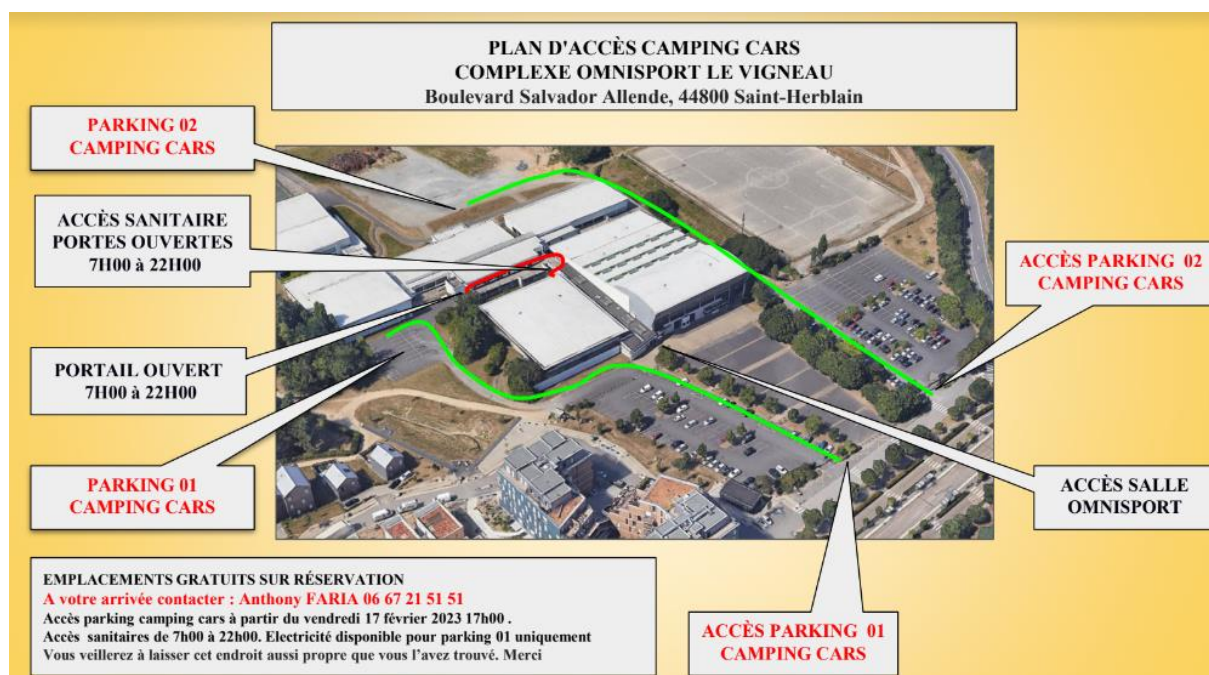 PLAN D'ACCÈS CAMPING CARS
COMPLEXE OMNISPORT LE VIGNEAU
Boulevard Salvador Allende, 44800 Saint-Herblain
PARKING 02
CAMPING CARS
ACCÈS SANITAIRE
PORTES OUVERTES
7H00 à 22H00
ACCÈS PARKING 02
CAMPING CARS
PORTAIL OUVERT
7H00 à 22H00
PARKING 01
CAMPING CARS
ACCÈS SALLE
OMNISPORT
EMPLACEMENTS GRATUITS SUR RÉSERVATION
A votre arrivée contacter : Anthony FARIA 06 67 21 51 51
Accès parking camping cars à partir du vendredi 17 février 2023 17h00 .
Accès sanitaires de 7h00 à 22h00. Electricité disponible pour parking 01 uniquement
Vous veillerez à laisser cet endroit aussi propre que vous l'avez trouvé. Merci
ACCÈS PARKING 01
CAMPING CARS